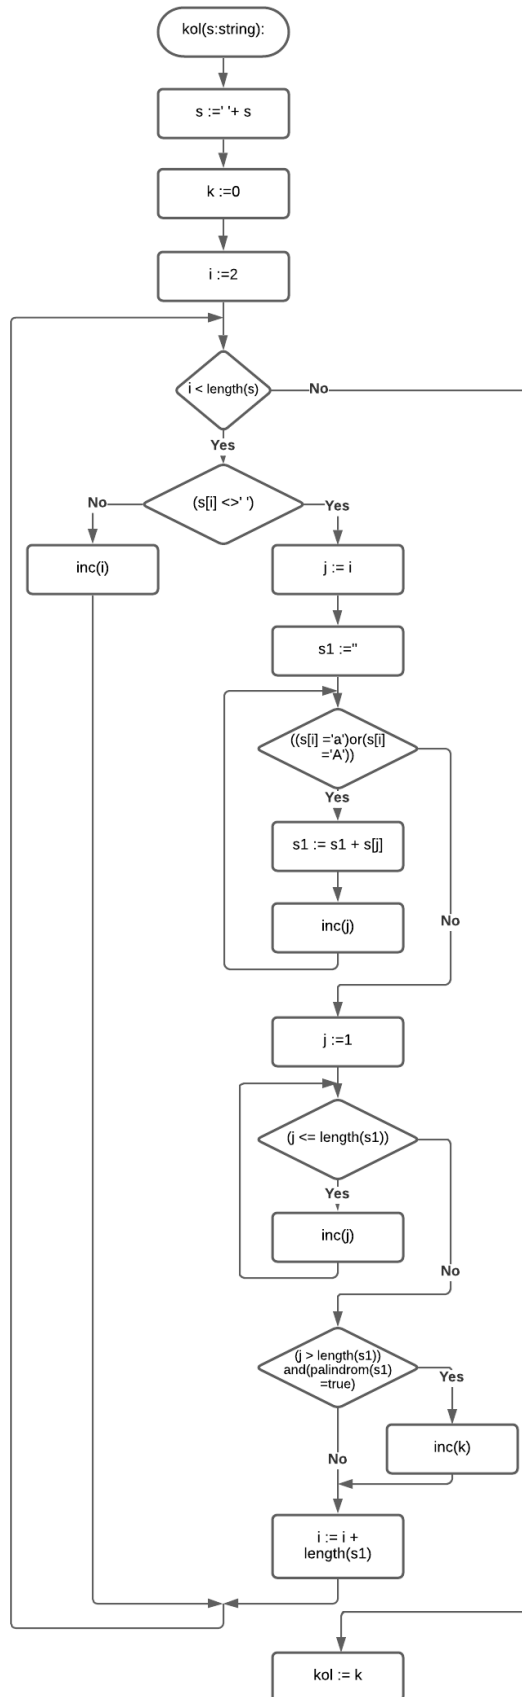 kol(s:string):
s :=' '+ s
k :=0
i :=2
i < length(s)
No
Yes
(s[i] <>' ')
No
Yes
inc(i)
j := i
s1 :=''
((s[i] ='a')or(s[i]
='A'))
Yes
s1 := s1 + s[j]
No
inc(j)
j :=1
(j <= length(s1))
Yes
inc(j)
No
(j > length(s1))
and(palindrom(s1)
=true)
Yes
inc(k)
No
i := i +
length(s1)
kol := k